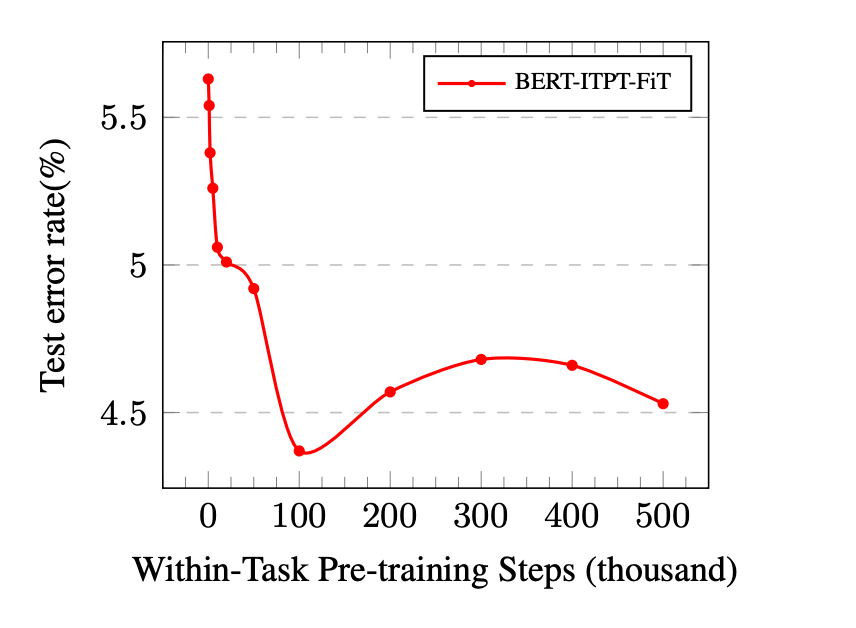 BERT-ITPT-FiT
5.5
5
4.5
Test error rate(%)
0 100 200 300 400 500
Within-Task Pre-training Steps (thousand)